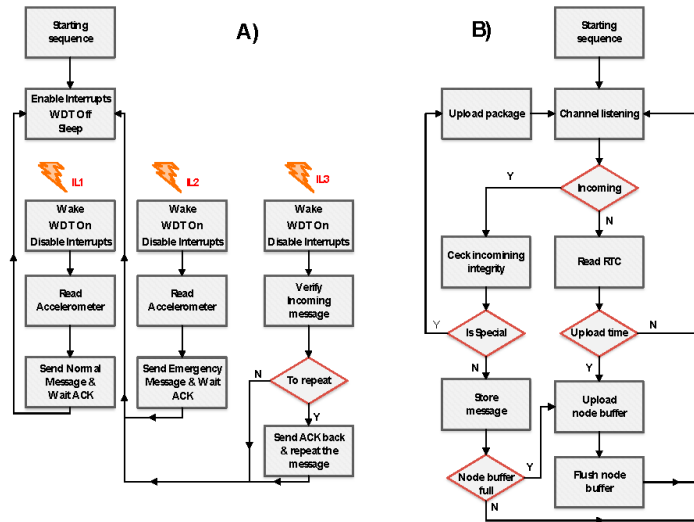 A)
Starting
sequence
Enable Interrupts
WDT Off
Sleep
IL1
IL2
IL3
Wake
WDT On
Disable Interrupts
Wake
WDT On
Disable Interrupts
Wake
WDT On
Disable Interrupts
Read
Accelerometer
Read
Accelerometer
Verify
Incoming
message
Send Normal
Message &
Wait ACK
Send Emergency
Message & Wait
ACK
N
To repeat
Y
Send ACK back
& repeat the
message
B)
Starting
sequence
Upload package
Channel listening
Y
Incoming
N
Ceck incomining
integrity
Read RTC
Y
Is Special
Upload time
N
N
Y
Store
message
Upload
node buffer
Node buffer
full
Y
Flush node
buffer
N